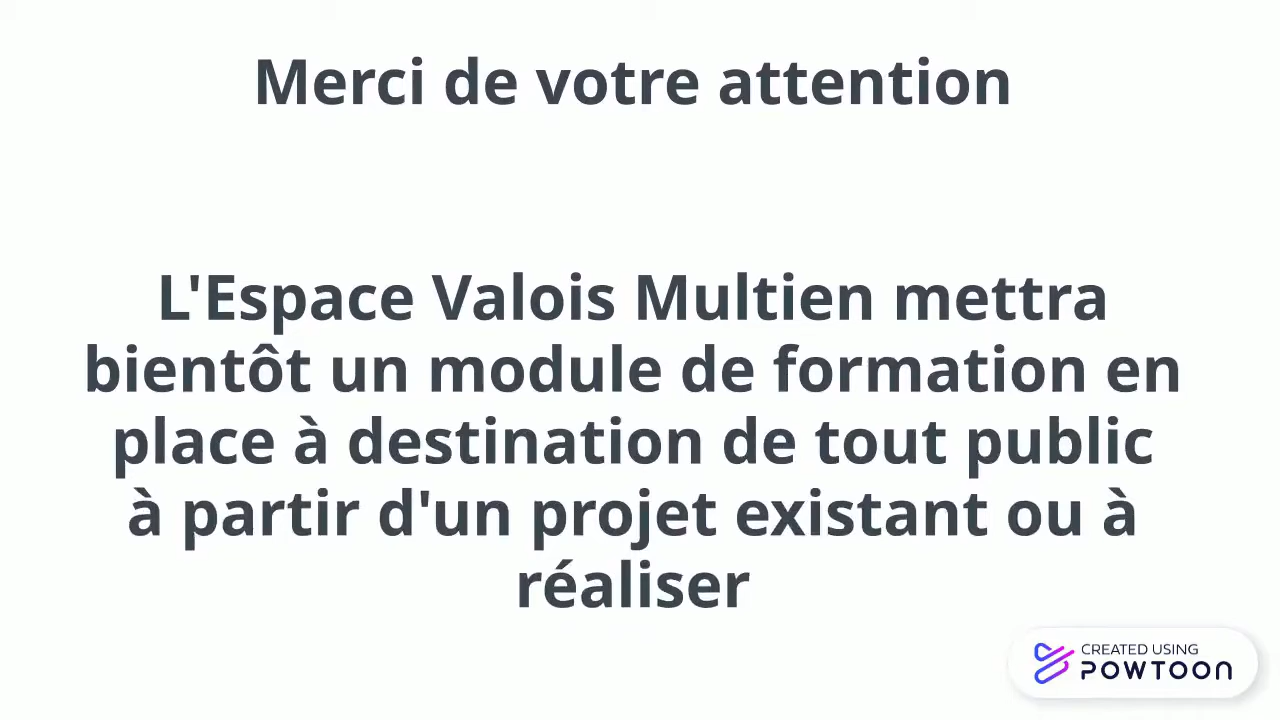 Merci de votre attention
L'Espace Valois Multien mettra
bientôt un module de formation en
place à destination de tout public
à partir d'un projet existant ou à
réaliser
CREATED USING
POWTOON